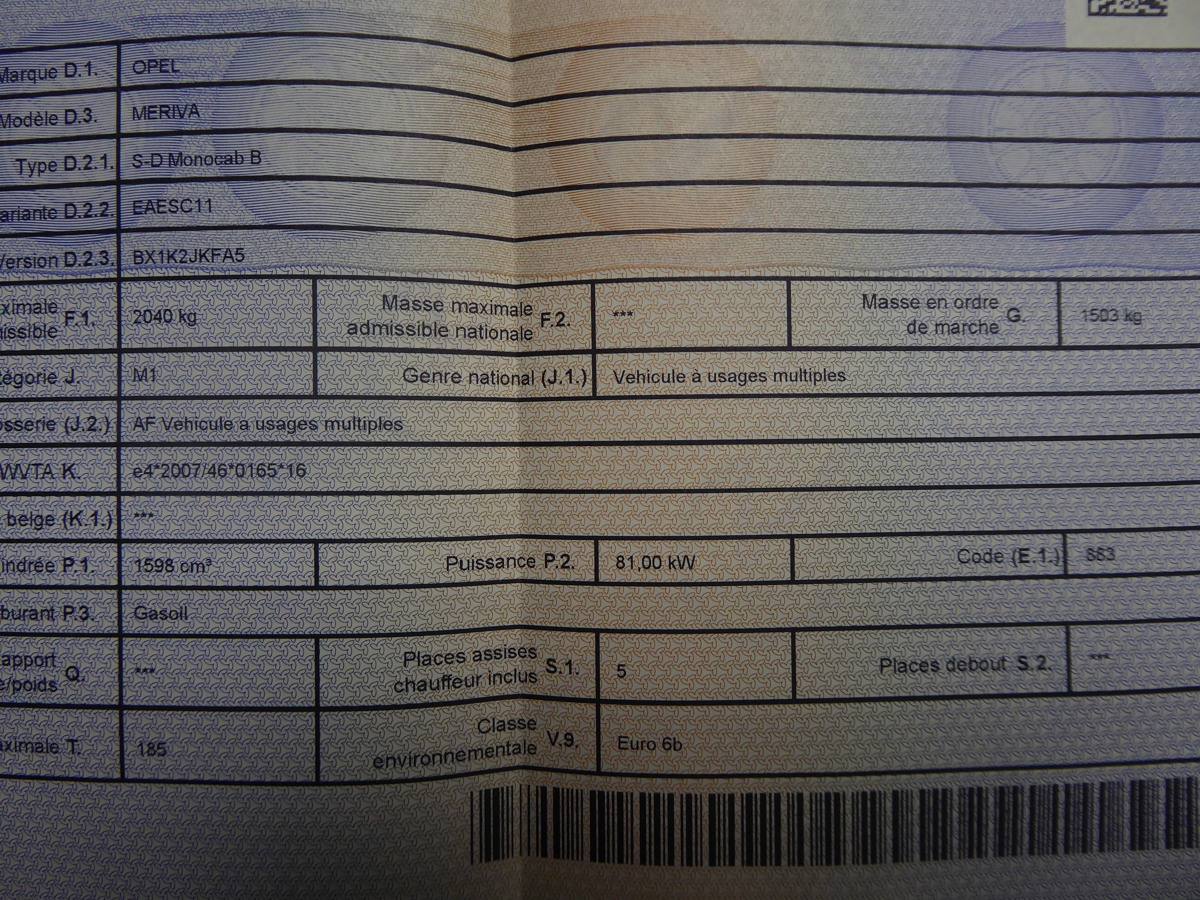 Marque D.1. OPEL
Modèle D.3. MERIVA
Type D.2.1. S-D Monocab B
ariante D.2.2. EAESC11
Version D.2.3. BX1K2JKFA5
ximale Masse maximale Masse en ordre
F.1. 2040 kg F.2. *** G. 1503 kg
issible admissible nationale de marche
égorie J. M1 Genre national (J.1.) Vehicule à usages multiples
osserie (J.2.) AF Vehicule a usages multiples
WVTA K. e4*2007/46*0165*16
belge (K.1.) ***
indrée P.1. 1598 cm³ Puissance P.2. 81,00 kW Code (E.1.)
burant P.3. Gasoil
apport Places assises
Q. *** S.1. 5 Places debout S.2. ***
e/poids chauffeur inclus
aximale T. 185 Classe V.9. Euro 6b
environnementale